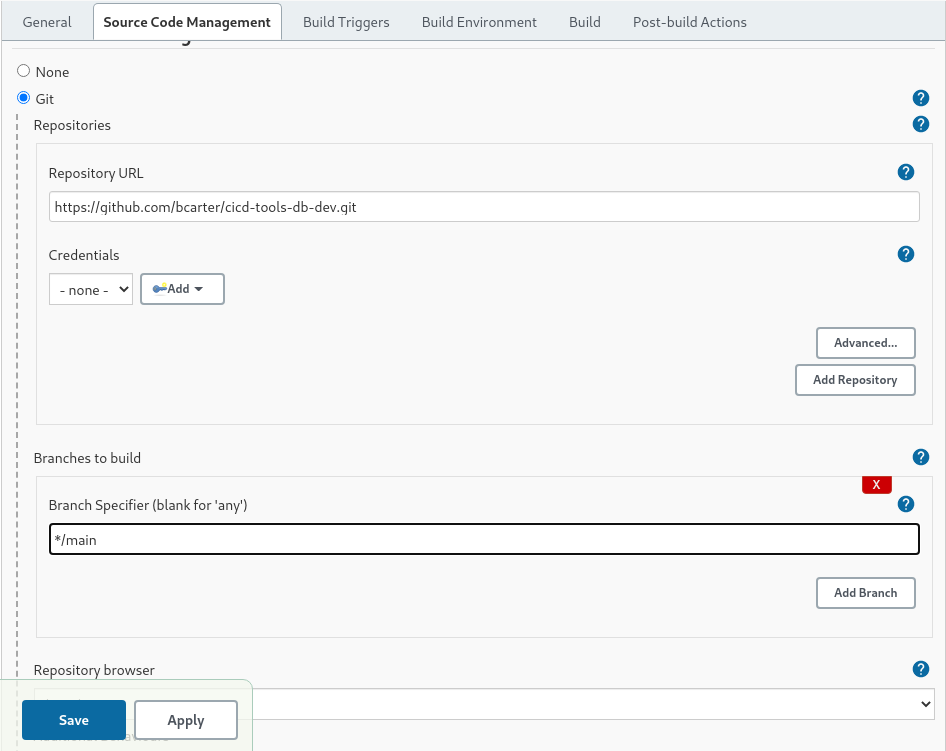 General Source Code Management Build Triggers Build Environment Build Post-build Actions
None
Git
Repositories
Repository URL
https://github.com/bcarter/cicd-tools-db-dev.git
Credentials
- none - Add
Advanced...
Add Repository
Branches to build
X
Branch Specifier (blank for 'any')
*/main
Add Branch
Repository browser
Save Apply